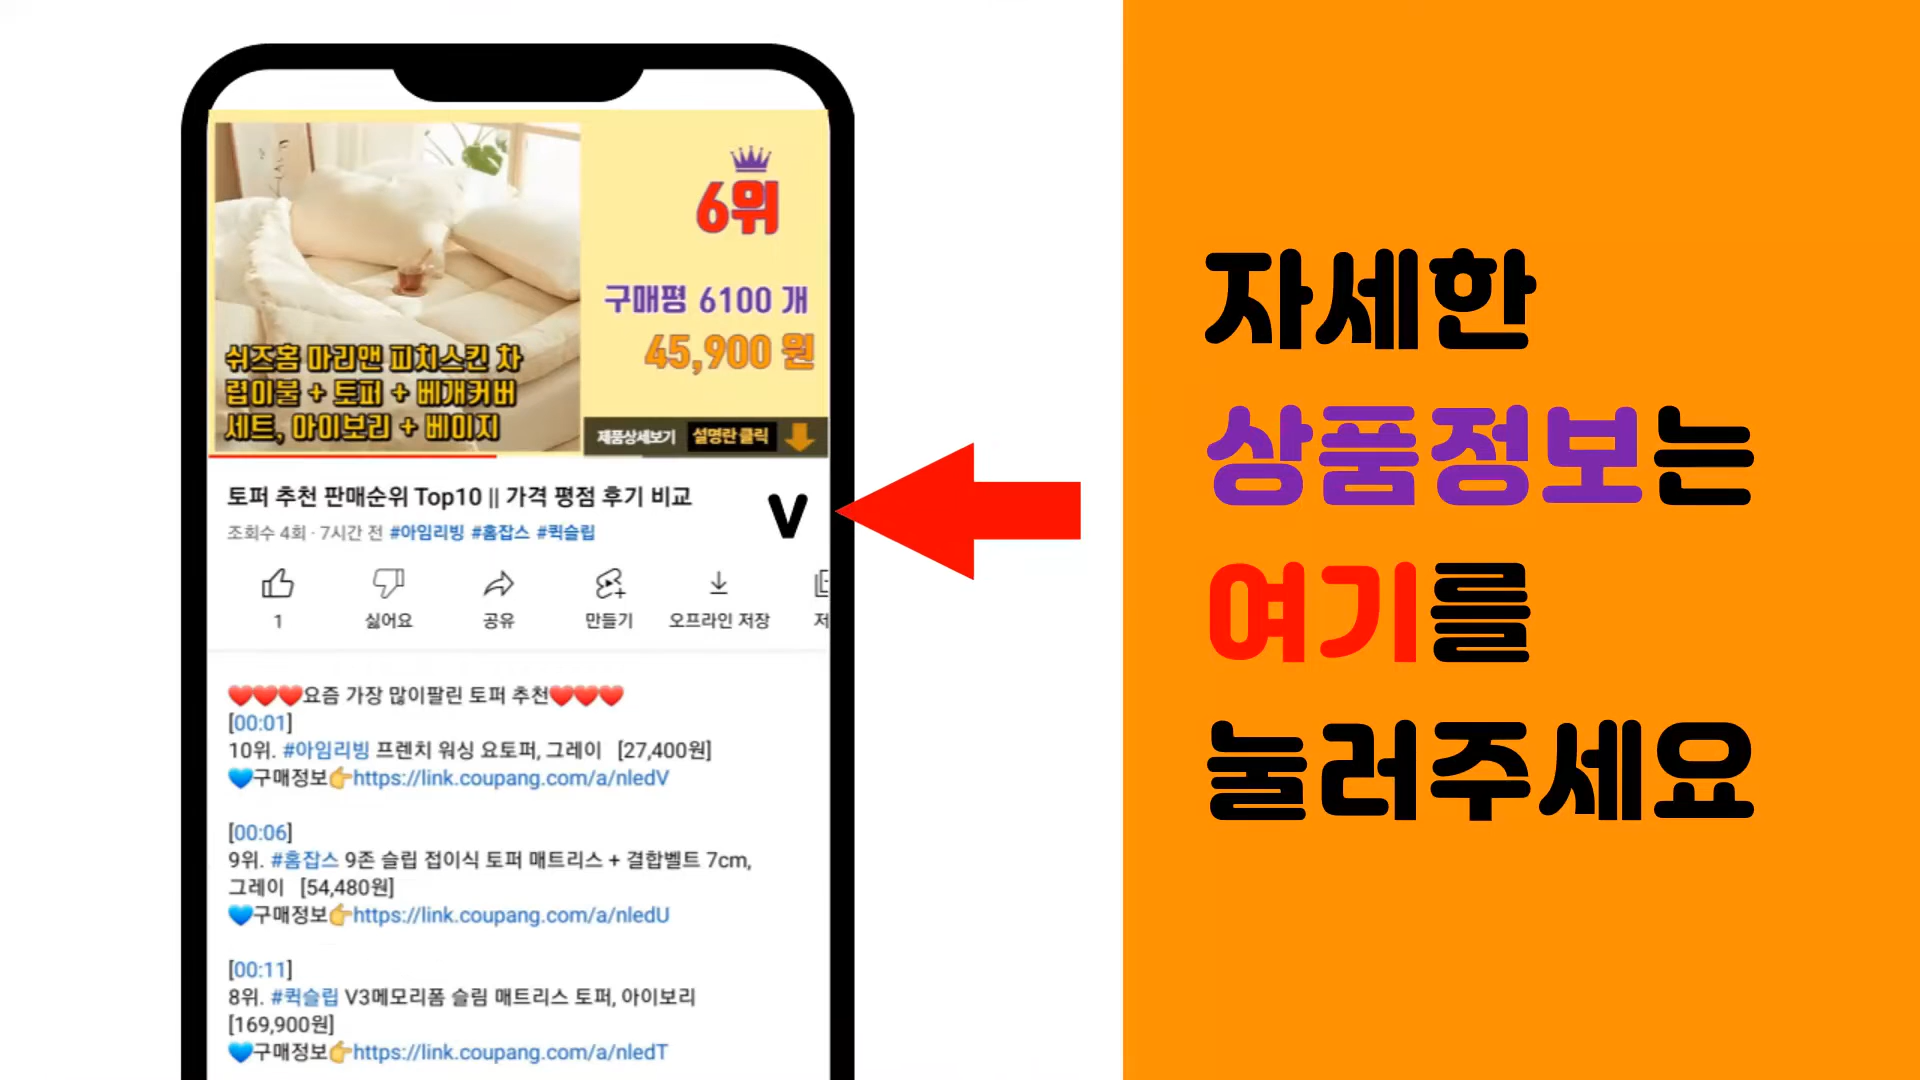 6위
구매평 6100 개
45,900 원
쉬즈홈 마리앤 피치스킨 차
렵이불 + 토퍼 + 베개커버
세트, 아이보리 + 베이지
제품상세보기 설명란 클릭
토퍼 추천 판매순위 Top10 || 가격 평점 후기 비교
V
조회수 4회 · 7시간 전 #아임리빙 #홈잡스 #퀵슬립
1 싫어요 공유 만들기 오프라인 저장 저
❤️❤️❤️요즘 가장 많이팔린 토퍼 추천❤️❤️❤️
[00:01]
10위. #아임리빙 프렌치 워싱 요토퍼, 그레이 [27,400원]
💙구매정보👉https://link.coupang.com/a/nledV
[00:06]
9위. #홈잡스 9존 슬립 접이식 토퍼 매트리스 + 결합벨트 7cm,
그레이 [54,480원]
💙구매정보👉https://link.coupang.com/a/nledU
[00:11]
8위. #퀵슬립 V3메모리폼 슬림 매트리스 토퍼, 아이보리
[169,900원]
💙구매정보👉https://link.coupang.com/a/nledT
자세한
상품정보는
여기를
눌러주세요